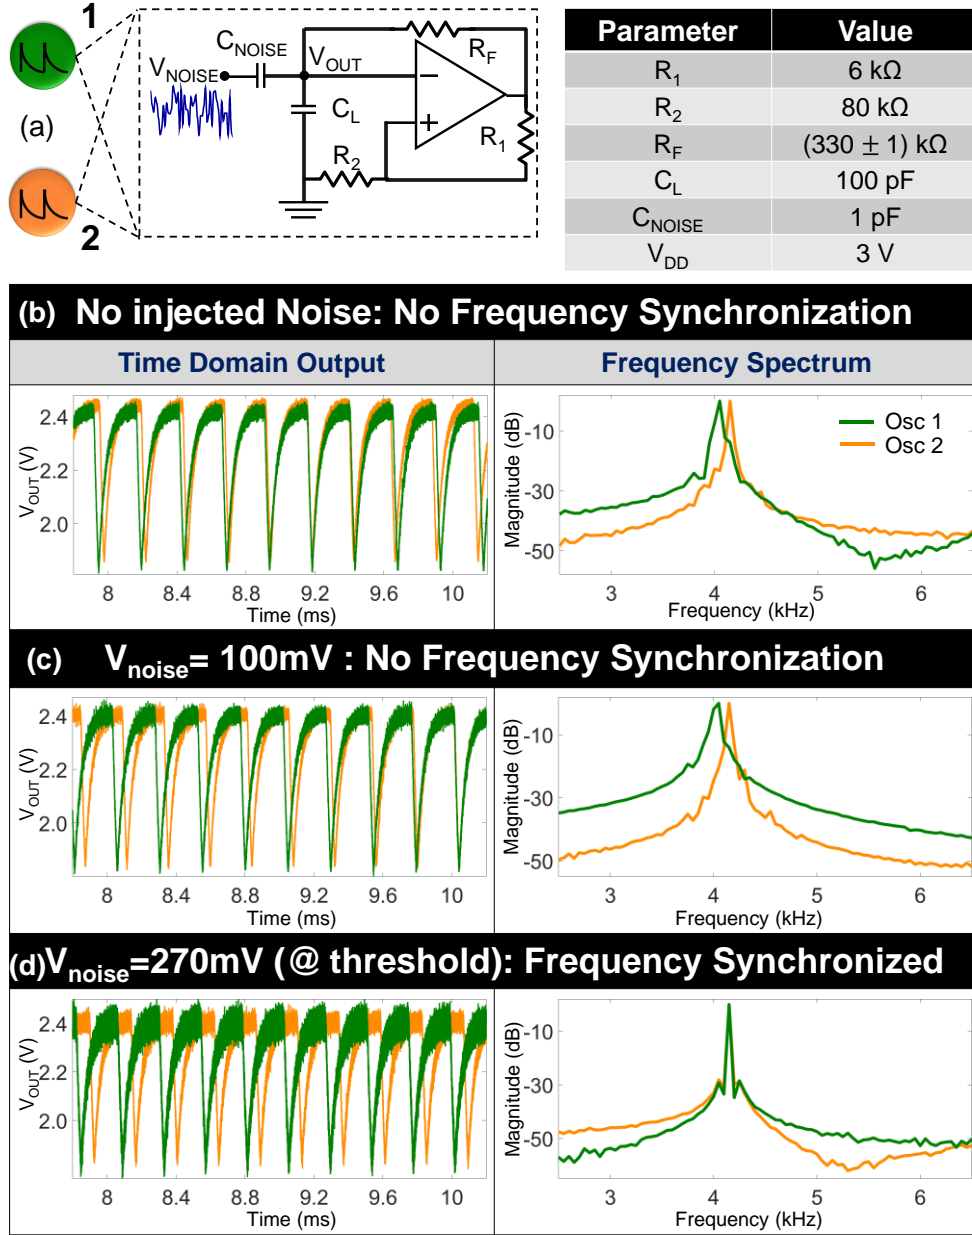 1
(a)
2
C_NOISE
V_NOISE
V_OUT
R_F
C_L
R_1
R_2
−
+
Parameter Value
R_1 6 kΩ
R_2 80 kΩ
R_F (330 ± 1) kΩ
C_L 100 pF
C_NOISE 1 pF
V_DD 3 V
(b) No injected Noise: No Frequency Synchronization
Time Domain Output Frequency Spectrum
V_OUT (V)
2.4
2.2
2.0
8 8.4 8.8 9.2 9.6 10
Time (ms)
Magnitude (dB)
-10
-30
-50
Osc 1
Osc 2
3 4 5 6
Frequency (kHz)
(c) V_noise= 100mV : No Frequency Synchronization
V_OUT (V)
2.4
2.2
2.0
8 8.4 8.8 9.2 9.6 10
Time (ms)
Magnitude (dB)
-10
-30
-50
3 4 5 6
Frequency (kHz)
(d)V_noise=270mV (@ threshold): Frequency Synchronized
V_OUT (V)
2.4
2.2
2.0
8 8.4 8.8 9.2 9.6 10
Time (ms)
Magnitude (dB)
-10
-30
-50
3 4 5 6
Frequency (kHz)